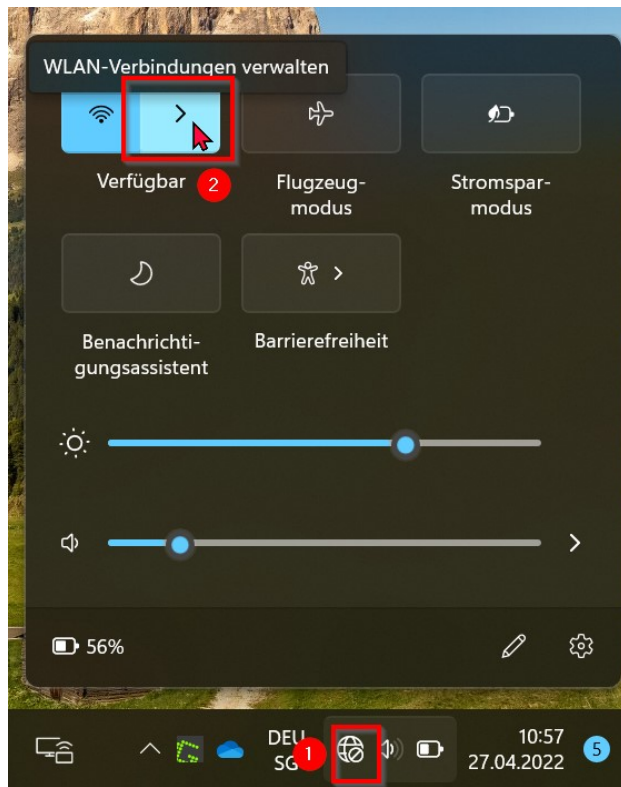 WLAN-Verbindungen verwalten
Verfügbar 2
Flugzeug-
modus
Stromspar-
modus
Benachrichti-
gungsassistent
Barrierefreiheit
56%
DEU
SG
1
10:57
27.04.2022
5